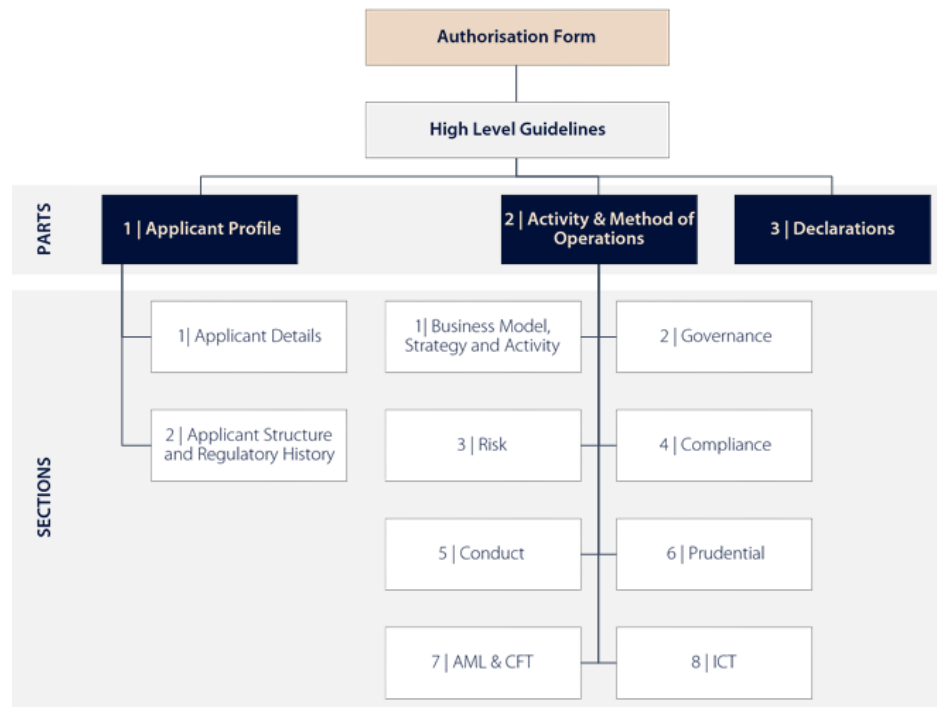 Authorisation Form
High Level Guidelines
PARTS
1 | Applicant Profile
2 | Activity & Method of
Operations
3 | Declarations
SECTIONS
1| Applicant Details
2 | Applicant Structure
and Regulatory History
1| Business Model,
Strategy and Activity
2 | Governance
3 | Risk
4 | Compliance
5 | Conduct
6 | Prudential
7 | AML & CFT
8 | ICT